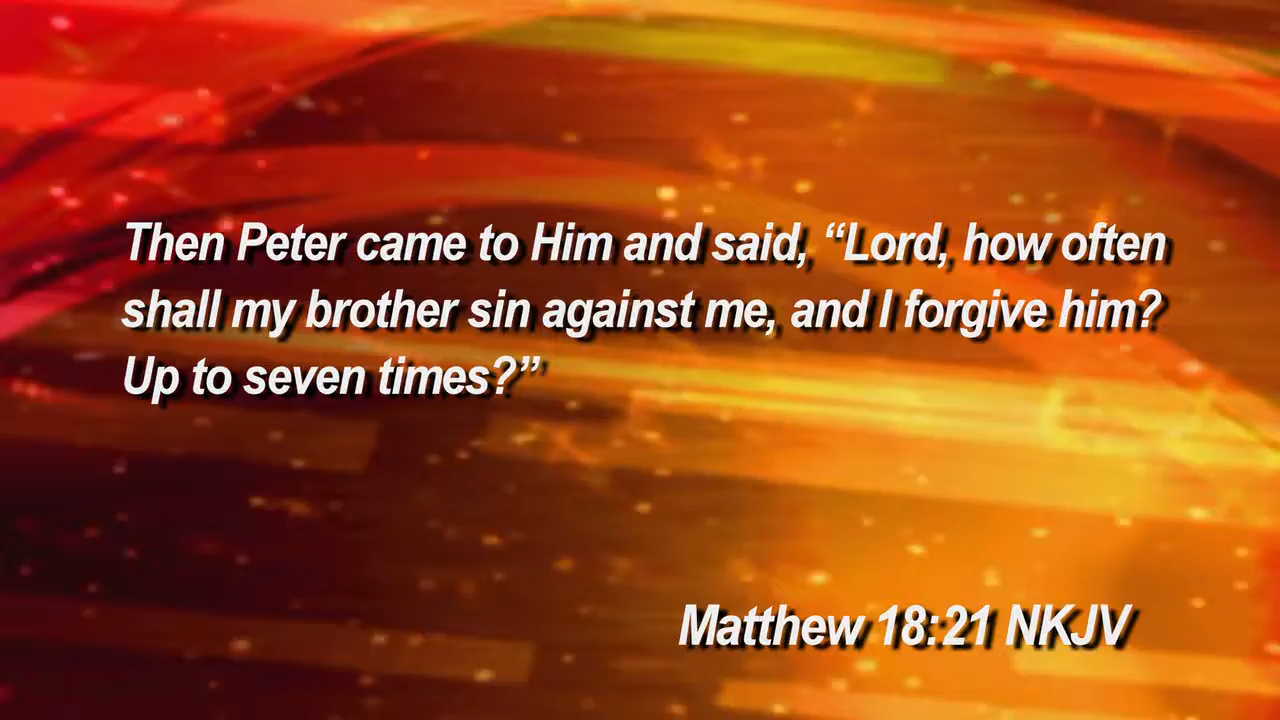 Then Peter came to Him and said, “Lord, how often
shall my brother sin against me, and I forgive him?
Up to seven times?”
Matthew 18:21 NKJV